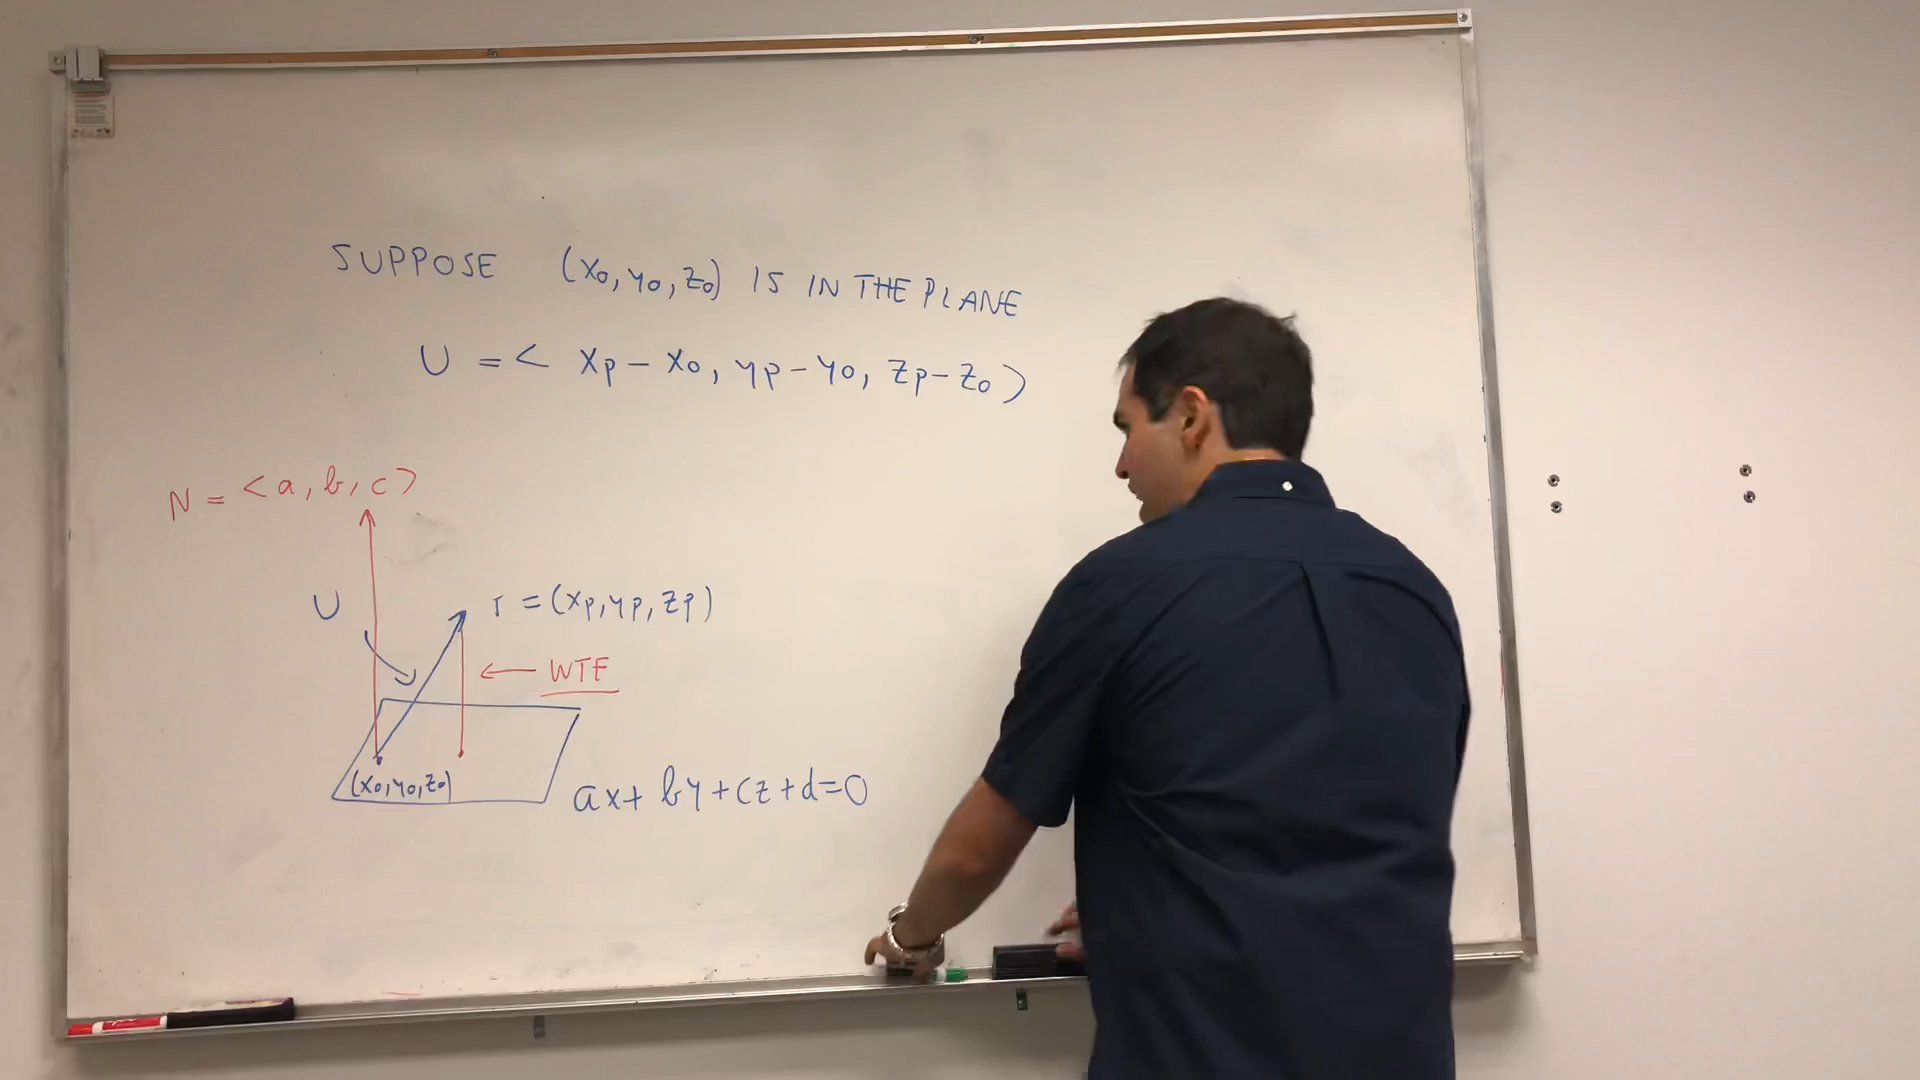 SUPPOSE (x0, y0, z0) IS IN THE PLANE
U = < xp - x0, yp - y0, zp - z0 >
N = <a, b, c>
U
r = (xp, yp, zp)
WTF
(x0, y0, z0)
ax + by + cz + d = 0